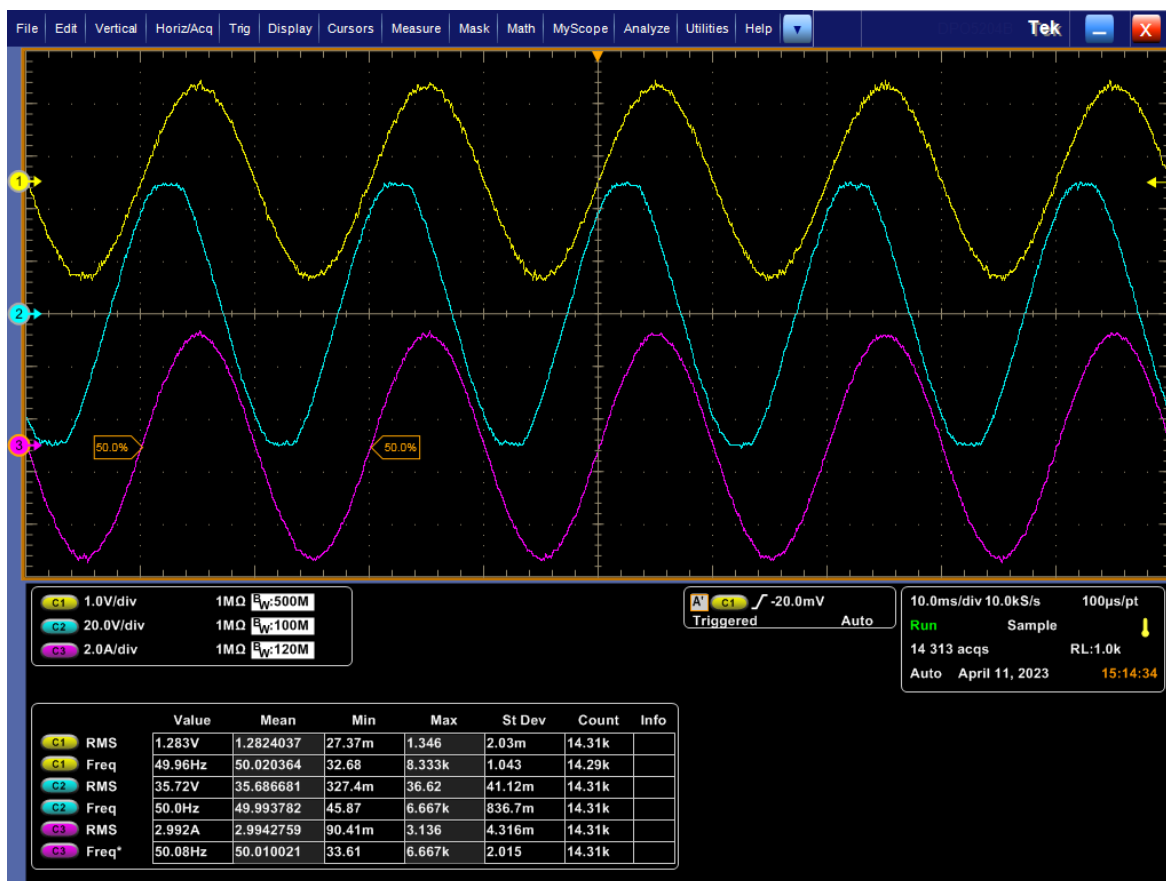 File Edit Vertical Horiz/Acq Trig Display Cursors Measure Mask Math MyScope Analyze Utilities Help Tek X
1
2
3
50.0% 50.0%
C1 1.0V/div 1MΩ BW:500M
C2 20.0V/div 1MΩ BW:100M
C3 2.0A/div 1MΩ BW:120M
A' C1 -20.0mV
Triggered Auto
10.0ms/div 10.0kS/s 100µs/pt
Run Sample
14 313 acqs RL:1.0k
Auto April 11, 2023 15:14:34
Value Mean Min Max St Dev Count Info
C1 RMS 1.283V 1.2824037 27.37m 1.346 2.03m 14.31k
C1 Freq 49.96Hz 50.020364 32.68 8.333k 1.043 14.29k
C2 RMS 35.72V 35.686681 327.4m 36.62 41.12m 14.31k
C2 Freq 50.0Hz 49.993782 45.87 6.667k 836.7m 14.31k
C3 RMS 2.992A 2.9942759 90.41m 3.136 4.316m 14.31k
C3 Freq* 50.08Hz 50.010021 33.61 6.667k 2.015 14.31k